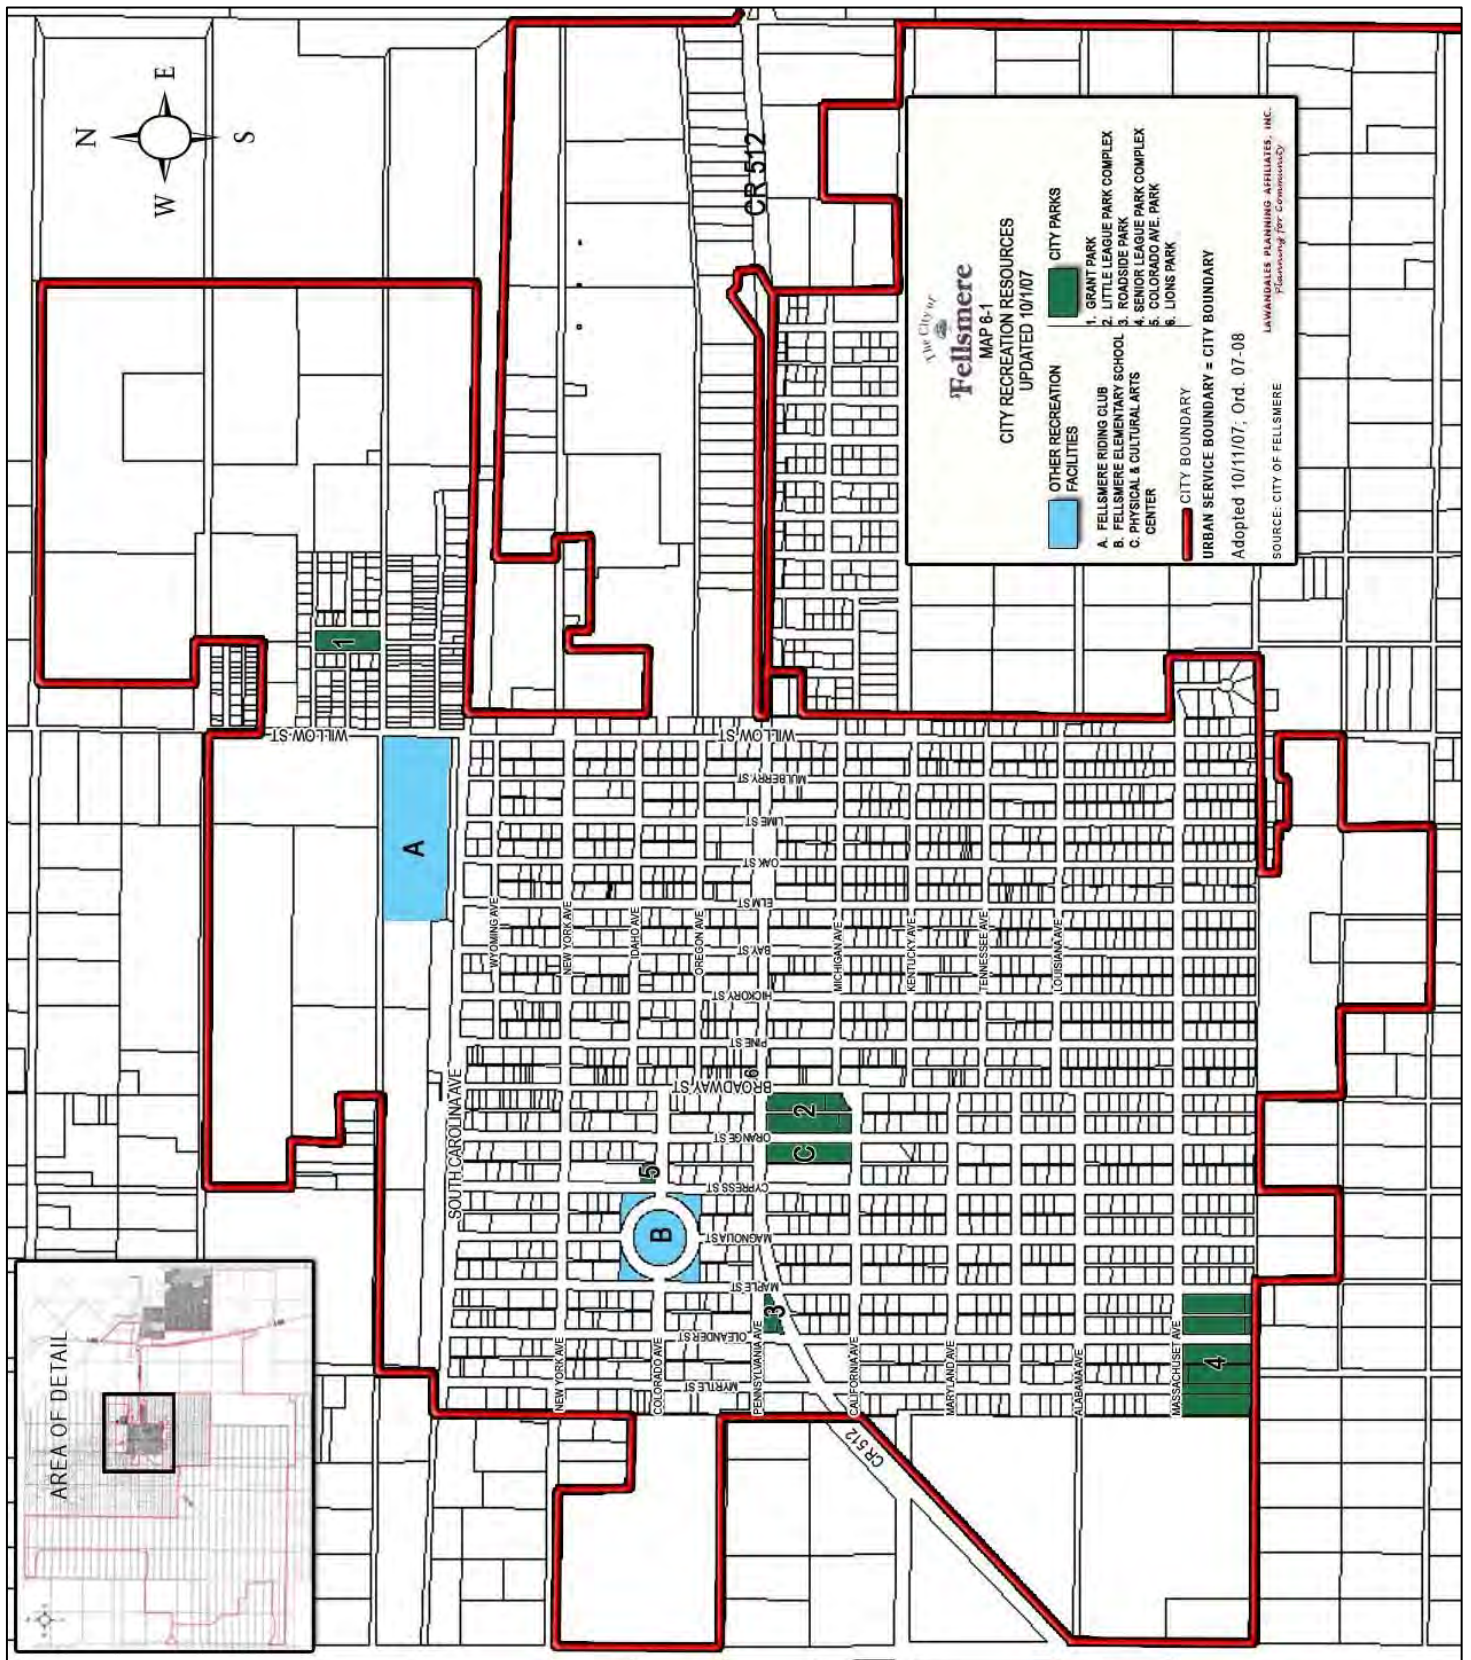 AREA OF DETAIL
N
W
E
S
The City of
Fellsmere
MAP 6-1
CITY RECREATION RESOURCES
UPDATED 10/1/07
OTHER RECREATION
FACILITIES
A. FELLSMERE RIDING CLUB
B. FELLSMERE ELEMENTARY SCHOOL
C. PHYSICAL & CULTURAL ARTS
CENTER
CITY PARKS
1. GRANT PARK
2. LITTLE LEAGUE PARK COMPLEX
3. ROADSIDE PARK
4. SENIOR LEAGUE PARK COMPLEX
5. COLORADO AVE. PARK
6. LIONS PARK
CITY BOUNDARY
URBAN SERVICE BOUNDARY = CITY BOUNDARY
Adopted 10/11/07; Ord. 07-08
SOURCE: CITY OF FELLSMERE
LAWANDALES PLANNING AFFILIATES, INC.
Planning for Community
1
A
B
5
C
2
6
3
4
CR 512
CR 512
WILLOW ST
WILLOW ST
MULBERRY ST
LIME ST
OAK ST
ELM ST
BAY ST
HICKORY ST
PINE ST
BROADWAY ST
ORANGE ST
CYPRESS ST
MAGNOLIA ST
MAPLE ST
OLEANDER ST
MYRTLE ST
SOUTH CAROLINA AVE
WYOMING AVE
NEW YORK AVE
IDAHO AVE
OREGON AVE
MICHIGAN AVE
KENTUCKY AVE
TENNESSEE AVE
LOUISIANA AVE
NEW YORK AVE
COLORADO AVE
PENNSYLVANIA AVE
CALIFORNIA AVE
MARYLAND AVE
ALABAMA AVE
MASSACHUSET AVE